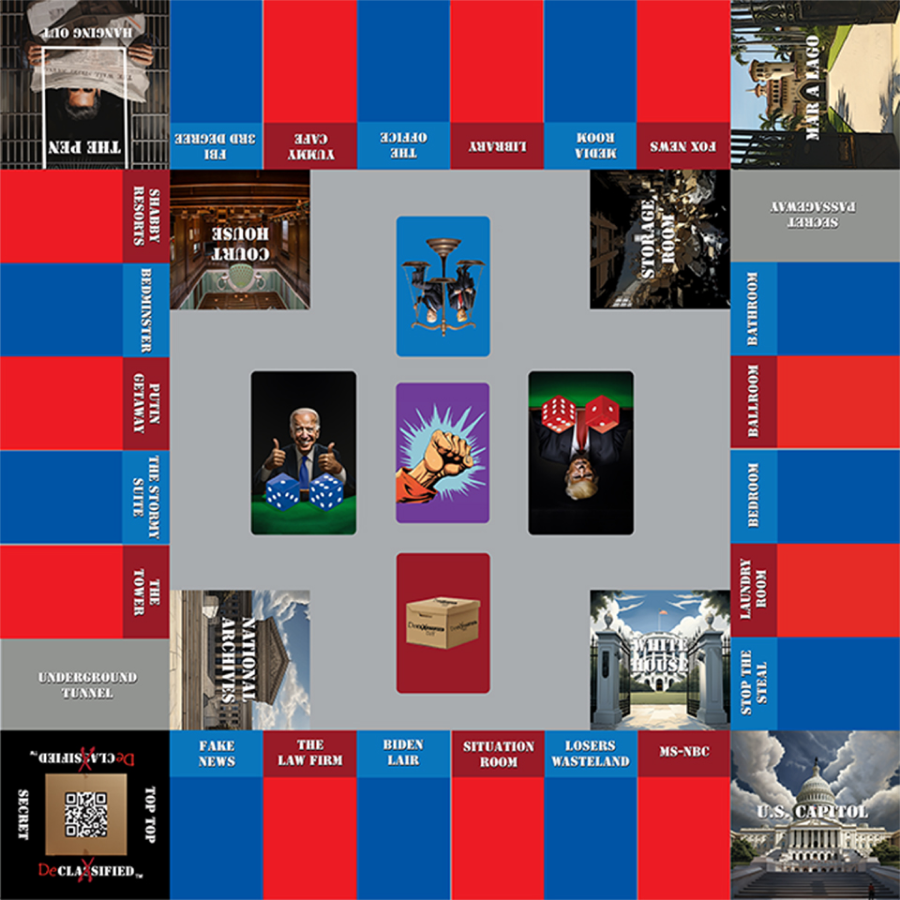 HANGING OUT
THE PEN
FBI
3RD DEGREE
YUMMY
CAFE
THE
OFFICE
LIBRARY
MEDIA
ROOM
FOX NEWS
MAR A LAGO
SHABBY
RESORTS
COURT
HOUSE
STORAGE
ROOM
SECRET
PASSAGEWAY
BEDMINSTER
BATHROOM
PUTIN
GETAWAY
BALLROOM
THE STORMY
SUITE
BEDROOM
THE
TOWER
LAUNDRY
ROOM
UNDERGROUND
TUNNEL
NATIONAL
ARCHIVES
WHITE
HOUSE
STOP THE
STEAL
FAKE
NEWS
THE
LAW FIRM
BIDEN
LAIR
SITUATION
ROOM
LOSERS
WASTELAND
MS-NBC
DeCLASSIFIED™
SECRET
TOP TOP
DeCLASSIFIED™
U.S. CAPITOL